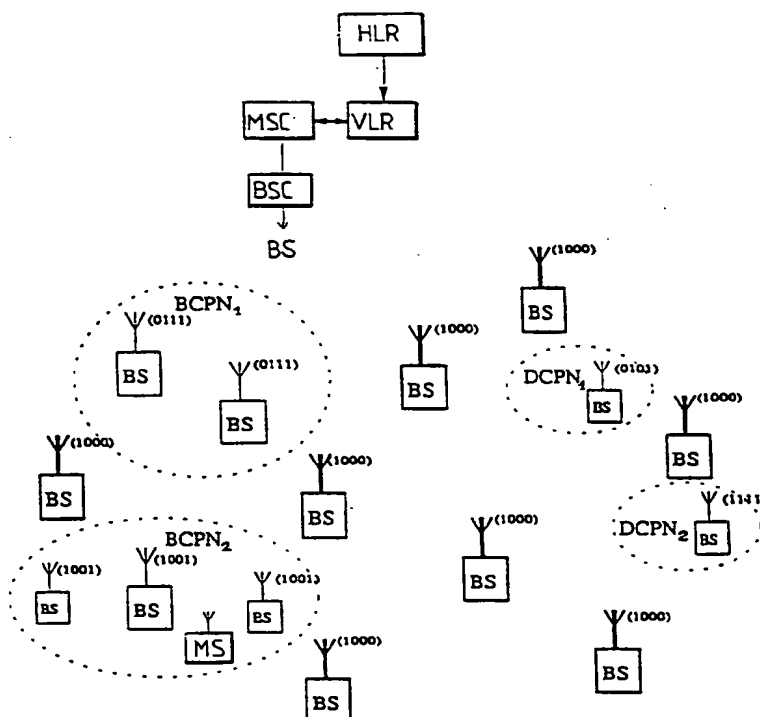 HLR
MSC VLR
BSC
BS
(1000)
BS
BCPN₁
(0111)
BS
(0111)
BS
(1000)
BS
DCPN₁
(0101)
BS
(1000)
BS
(1000)
BS
(1000)
BS
DCPN₂
BS
(1000)
BS
BCPN₂
(1001)
BS
(1001)
BS
(1001)
BS
MS
(1000)
BS
(1000)
BS